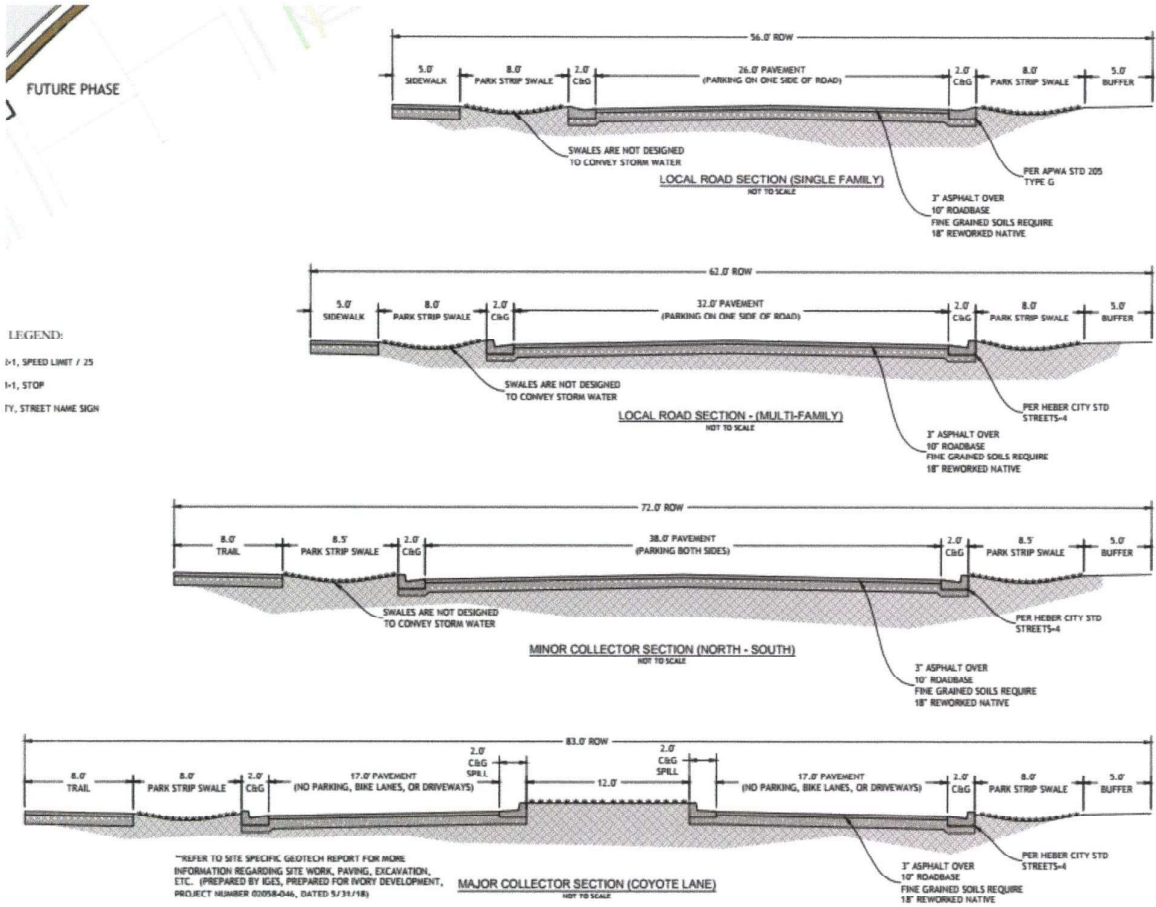 FUTURE PHASE
56.0' ROW
5.0'
SIDEWALK
8.0'
PARK STRIP SWALE
2.0'
C&G
26.0' PAVEMENT
(PARKING ON ONE SIDE OF ROAD)
2.0'
C&G
8.0'
PARK STRIP SWALE
5.0'
BUFFER
SWALES ARE NOT DESIGNED
TO CONVEY STORM WATER
PER APWA STD 205
TYPE G
LOCAL ROAD SECTION (SINGLE FAMILY)
NOT TO SCALE
3" ASPHALT OVER
10" ROADBASE
FINE GRAINED SOILS REQUIRE
18" REWORKED NATIVE
62.0' ROW
5.0'
SIDEWALK
8.0'
PARK STRIP SWALE
2.0'
C&G
32.0' PAVEMENT
(PARKING ON ONE SIDE OF ROAD)
2.0'
C&G
8.0'
PARK STRIP SWALE
5.0'
BUFFER
LEGEND:
-1, SPEED LIMIT / 25
-1, STOP
TY, STREET NAME SIGN
SWALES ARE NOT DESIGNED
TO CONVEY STORM WATER
PER HEBER CITY STD
STREETS-4
LOCAL ROAD SECTION - (MULTI-FAMILY)
NOT TO SCALE
3" ASPHALT OVER
10" ROADBASE
FINE GRAINED SOILS REQUIRE
18" REWORKED NATIVE
72.0' ROW
8.0'
TRAIL
8.5'
PARK STRIP SWALE
2.0'
C&G
38.0' PAVEMENT
(PARKING BOTH SIDES)
2.0'
C&G
8.5'
PARK STRIP SWALE
5.0'
BUFFER
SWALES ARE NOT DESIGNED
TO CONVEY STORM WATER
PER HEBER CITY STD
STREETS-4
MINOR COLLECTOR SECTION (NORTH - SOUTH)
NOT TO SCALE
3" ASPHALT OVER
10" ROADBASE
FINE GRAINED SOILS REQUIRE
18" REWORKED NATIVE
83.0' ROW
8.0'
TRAIL
8.0'
PARK STRIP SWALE
2.0'
C&G
17.0' PAVEMENT
(NO PARKING, BIKE LANES, OR DRIVEWAYS)
2.0'
C&G
SPILL
12.0'
2.0'
C&G
SPILL
17.0' PAVEMENT
(NO PARKING, BIKE LANES, OR DRIVEWAYS)
2.0'
C&G
8.0'
PARK STRIP SWALE
5.0'
BUFFER
**REFER TO SITE SPECIFIC GEOTECH REPORT FOR MORE
INFORMATION REGARDING SITE WORK, PAVING, EXCAVATION,
ETC. (PREPARED BY IGES, PREPARED FOR IVORY DEVELOPMENT,
PROJECT NUMBER 02058-046, DATED 5/31/18)
MAJOR COLLECTOR SECTION (COYOTE LANE)
NOT TO SCALE
PER HEBER CITY STD
STREETS-4
3" ASPHALT OVER
10" ROADBASE
FINE GRAINED SOILS REQUIRE
18" REWORKED NATIVE